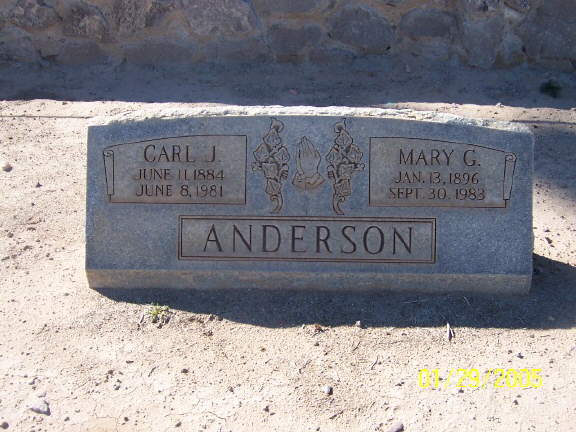 CARL J.
JUNE 11, 1884
JUNE 8, 1981
MARY G.
JAN. 13, 1896
SEPT. 30, 1983
ANDERSON
01/29/2005